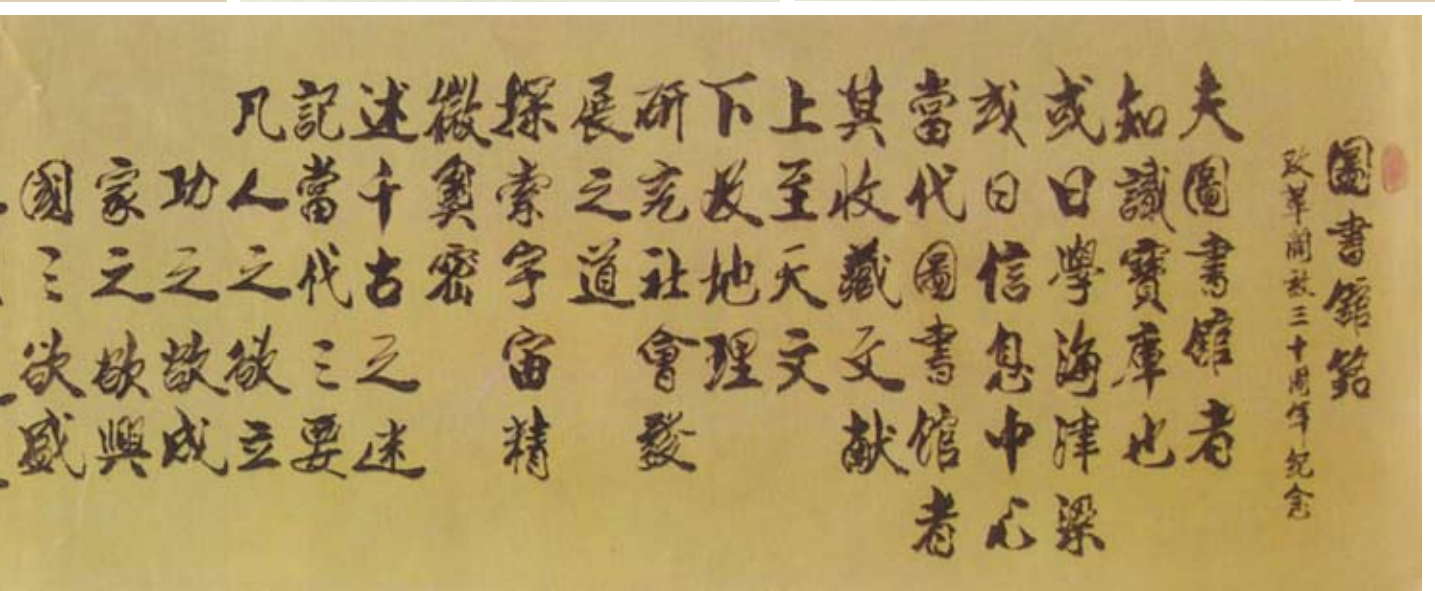 圖書館銘
改革開放三十周年纪念
夫圖書館者
知識寶庫也
或曰學海津梁
或曰信息中心
當代圖書馆者
其收藏文献
上至天文
下及地理
研究社會發
展之道
探索宇宙精
微奥密
述千古之迷
記當代之要
凡人之欲立
功之欲成
家之欲興
國之欲盛